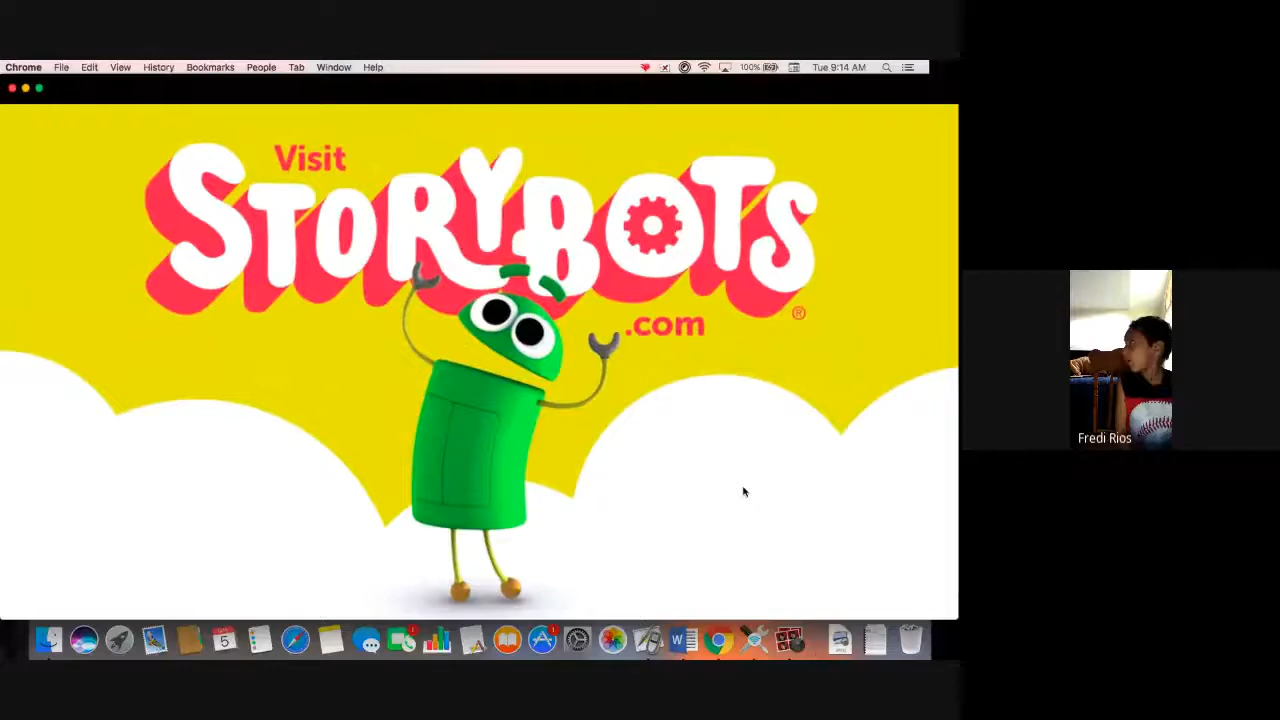 Chrome File Edit View History Bookmarks People Tab Window Help 100% Tue 9:14 AM
Visit
STORYBOTS
.com ®
Fredi Rios
5